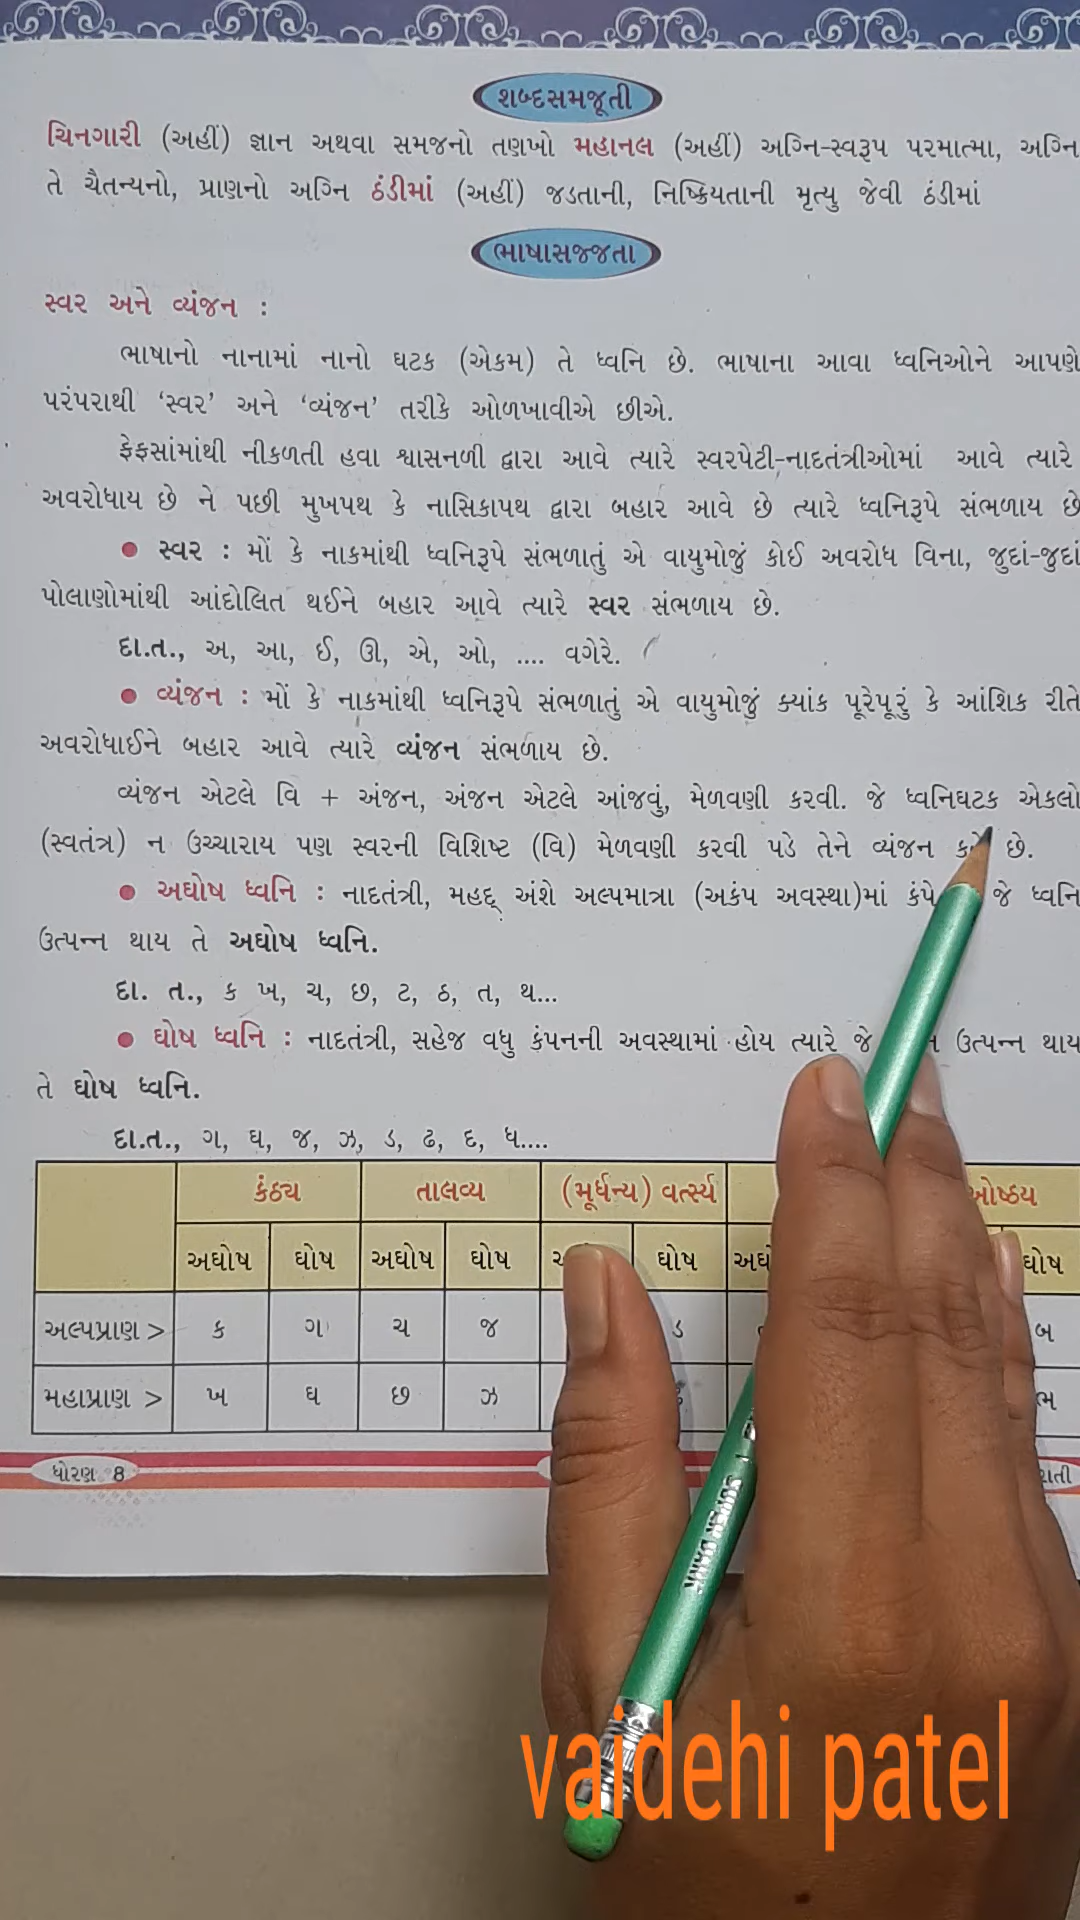 શબ્દસમજૂતી
ચિનગારી (અહીં) જ્ઞાન અથવા સમજનો તણખો મહાનલ (અહીં) અગ્નિ-સ્વરૂપ પરમાત્મા, અગ્નિ
તે ચૈતન્યનો, પ્રાણનો અગ્નિ ઠંડીમાં (અહીં) જડતાની, નિષ્ક્રિયતાની મૃત્યુ જેવી ઠંડીમાં
ભાષાસજ્જતા
સ્વર અને વ્યંજન :
ભાષાનો નાનામાં નાનો ઘટક (એકમ) તે ધ્વનિ છે. ભાષાના આવા ધ્વનિઓને આપણે
પરંપરાથી ‘સ્વર’ અને ‘વ્યંજન’ તરીકે ઓળખાવીએ છીએ.
ફેફસાંમાંથી નીકળતી હવા શ્વાસનળી દ્વારા આવે ત્યારે સ્વરપેટી-નાદતંત્રીઓમાં આવે ત્યારે
અવરોધાય છે ને પછી મુખપથ કે નાસિકાપથ દ્વારા બહાર આવે છે ત્યારે ધ્વનિરૂપે સંભળાય છે
● સ્વર : મોં કે નાકમાંથી ધ્વનિરૂપે સંભળાતું એ વાયુમોજું કોઈ અવરોધ વિના, જુદાં-જુદાં
પોલાણોમાંથી આંદોલિત થઈને બહાર આવે ત્યારે સ્વર સંભળાય છે.
દા.ત., અ, આ, ઈ, ઊ, એ, ઓ, .... વગેરે.
● વ્યંજન : મોં કે નાકમાંથી ધ્વનિરૂપે સંભળાતું એ વાયુમોજું ક્યાંક પૂરેપૂરું કે આંશિક રીતે
અવરોધાઈને બહાર આવે ત્યારે વ્યંજન સંભળાય છે.
વ્યંજન એટલે વિ + અંજન, અંજન એટલે આંજવું, મેળવણી કરવી. જે ધ્વનિઘટક એકલો
(સ્વતંત્ર) ન ઉચ્ચારાય પણ સ્વરની વિશિષ્ટ (વિ) મેળવણી કરવી પડે તેને વ્યંજન છે.
● અઘોષ ધ્વનિ : નાદતંત્રી, મહદ્ અંશે અલ્પમાત્રા (અકંપ અવસ્થા)માં કંપે જે ધ્વનિ
ઉત્પન્ન થાય તે અઘોષ ધ્વનિ.
દા. ત., ક ખ, ચ, છ, ટ, ઠ, ત, થ...
● ઘોષ ધ્વનિ : નાદતંત્રી, સહેજ વધુ કંપનની અવસ્થામાં હોય ત્યારે જે ઉત્પન્ન થાય
તે ઘોષ ધ્વનિ.
દા.ત., ગ, ઘ, જ, ઝ, ડ, ઢ, દ, ધ....
કંઠ્ય તાલવ્ય (મૂર્ધન્ય) વર્ત્સ્ય ઓષ્ઠ્ય
અઘોષ ઘોષ અઘોષ ઘોષ ઘોષ ઘોષ
અલ્પપ્રાણ > ક ગ ચ જ ડ બ
મહાપ્રાણ > ખ ઘ છ ઝ ભ
ધોરણ 8
vaidehi patel